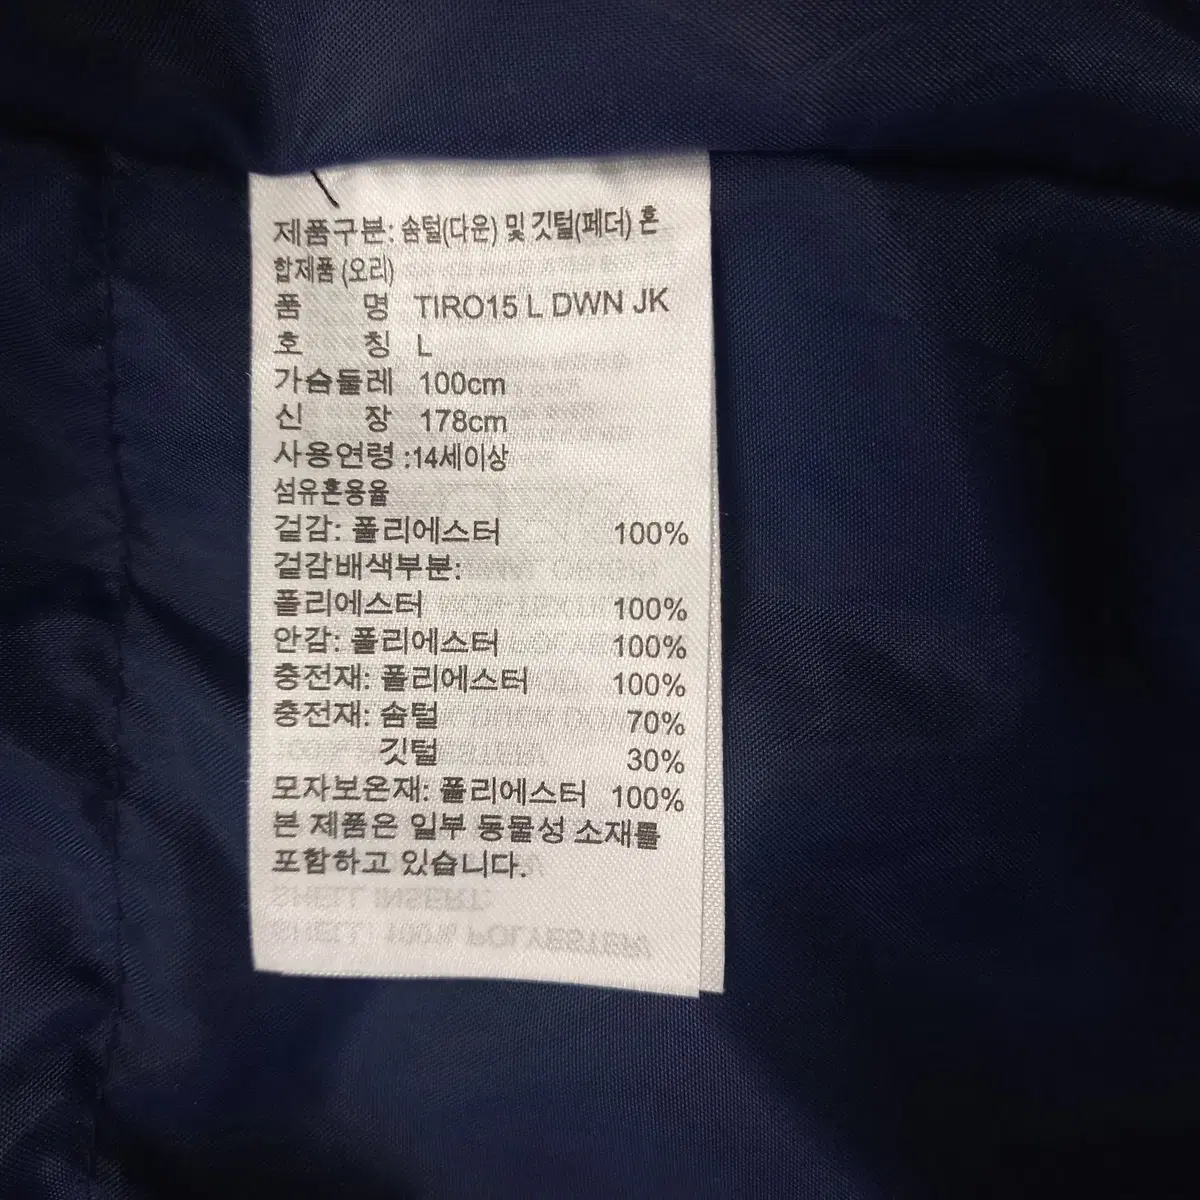 제품구분: 솜털(다운) 및 깃털(페더) 혼
합제품 (오리)
품 명 TIRO15 L DWN JK
호 칭 L
가슴둘레 100cm
신 장 178cm
사용연령 :14세이상
섬유혼용율
겉감: 폴리에스터 100%
겉감배색부분:
폴리에스터 100%
안감: 폴리에스터 100%
충전재: 폴리에스터 100%
충전재: 솜털 70%
깃털 30%
모자보온재: 폴리에스터 100%
본 제품은 일부 동물성 소재를
포함하고 있습니다.
SHELL INSERT:
SHELL: 100% POLYESTER